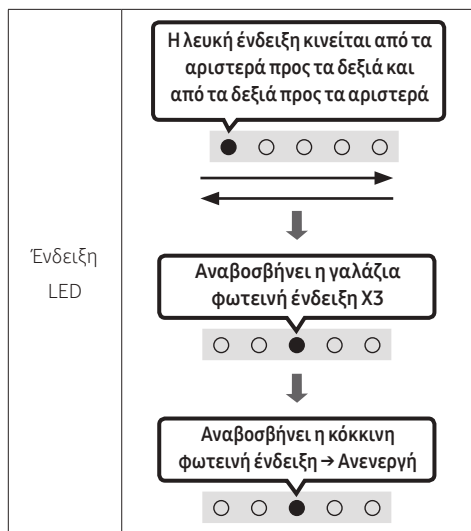 Η λευκή ένδειξη κινείται από τα
αριστερά προς τα δεξιά και
από τα δεξιά προς τα αριστερά
Ένδειξη
LED
Αναβοσβήνει η γαλάζια
φωτεινή ένδειξη X3
Αναβοσβήνει η κόκκινη
φωτεινή ένδειξη → Ανενεργή